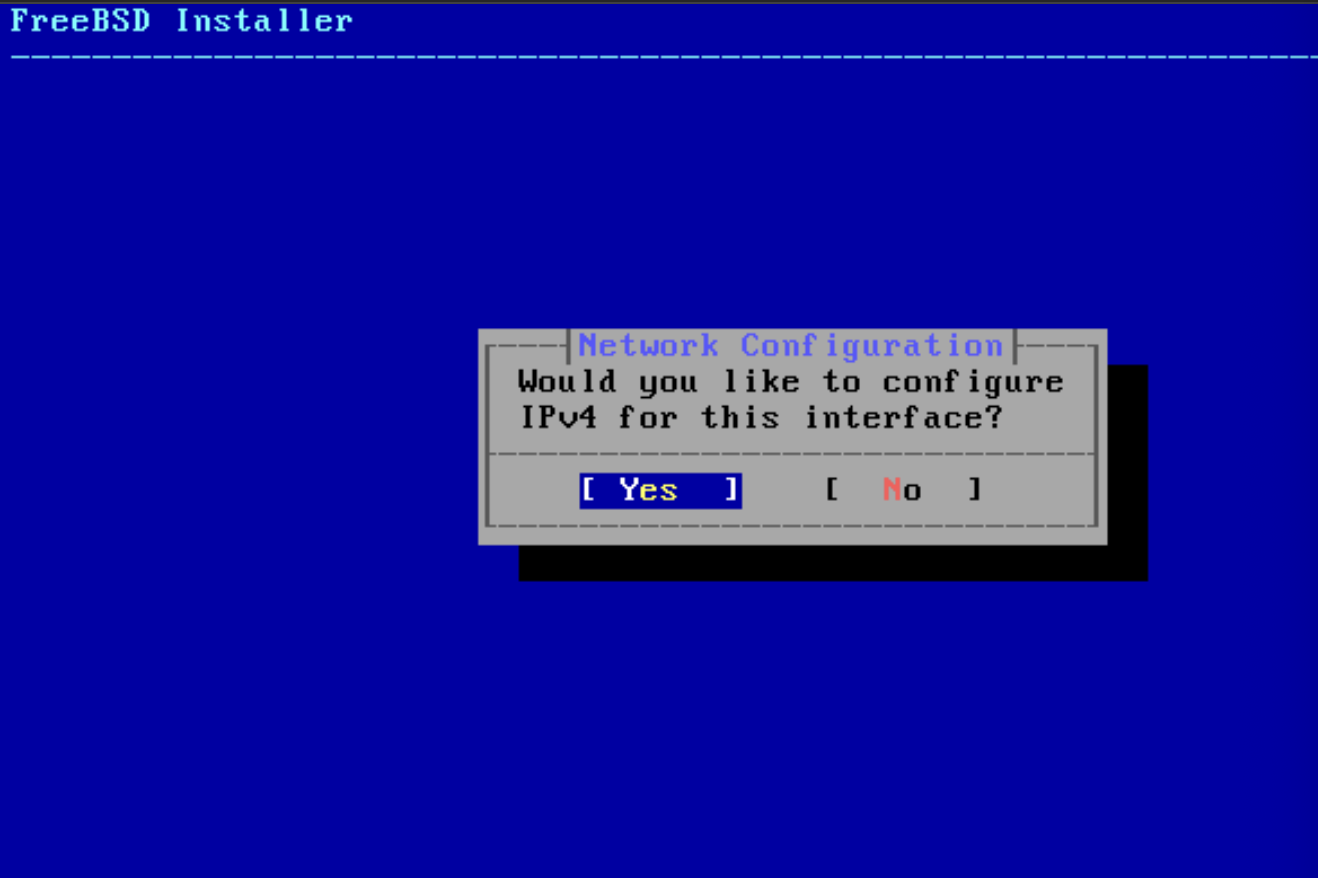 FreeBSD Installer
Network Configuration
Would you like to configure
IPv4 for this interface?
[ Yes ] [ No ]